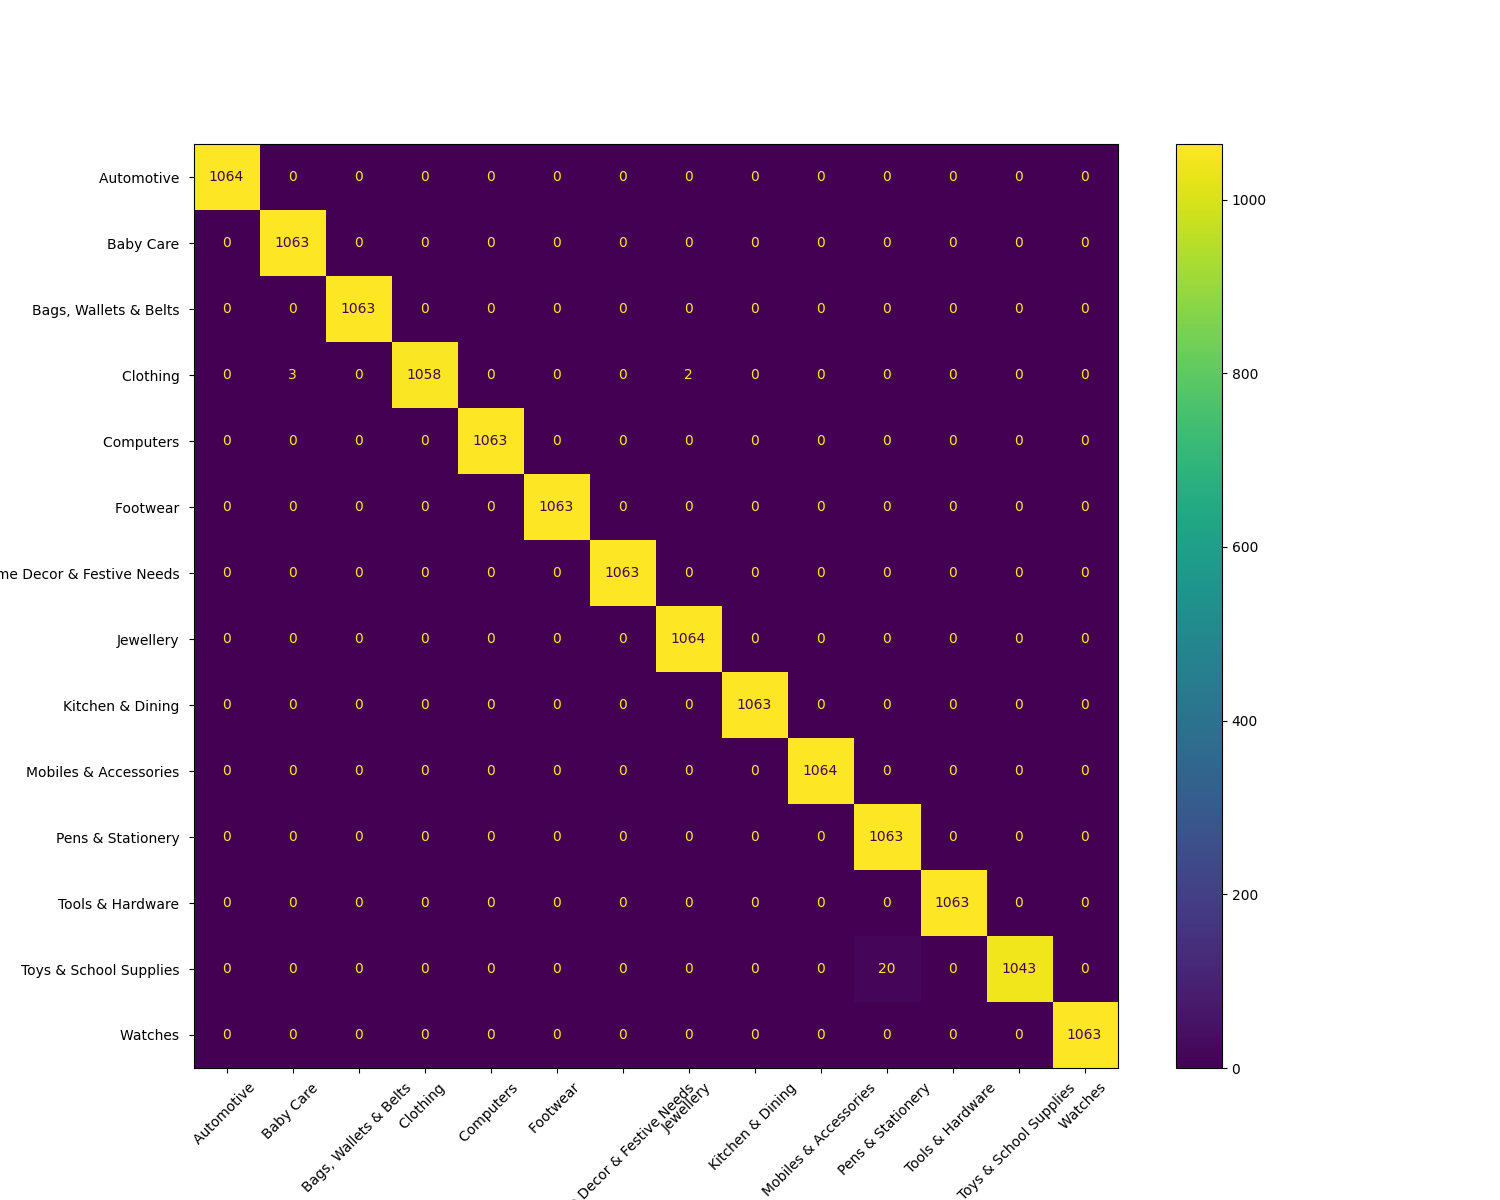 Automotive 1064 0 0 0 0 0 0 0 0 0 0 0 0 0
Baby Care 0 1063 0 0 0 0 0 0 0 0 0 0 0 0
Bags, Wallets & Belts 0 0 1063 0 0 0 0 0 0 0 0 0 0 0
Clothing 0 3 0 1058 0 0 0 2 0 0 0 0 0 0
Computers 0 0 0 0 1063 0 0 0 0 0 0 0 0 0
Footwear 0 0 0 0 0 1063 0 0 0 0 0 0 0 0
me Decor & Festive Needs 0 0 0 0 0 0 1063 0 0 0 0 0 0 0
Jewellery 0 0 0 0 0 0 0 1064 0 0 0 0 0 0
Kitchen & Dining 0 0 0 0 0 0 0 0 1063 0 0 0 0 0
Mobiles & Accessories 0 0 0 0 0 0 0 0 0 1064 0 0 0 0
Pens & Stationery 0 0 0 0 0 0 0 0 0 0 1063 0 0 0
Tools & Hardware 0 0 0 0 0 0 0 0 0 0 0 1063 0 0
Toys & School Supplies 0 0 0 0 0 0 0 0 0 0 20 0 1043 0
Watches 0 0 0 0 0 0 0 0 0 0 0 0 0 1063
Automotive
Baby Care
Bags, Wallets & Belts
Clothing
Computers
Footwear
Decor & Festive Needs
Jewellery
Kitchen & Dining
Mobiles & Accessories
Pens & Stationery
Tools & Hardware
Toys & School Supplies
Watches
1000
800
600
400
200
0